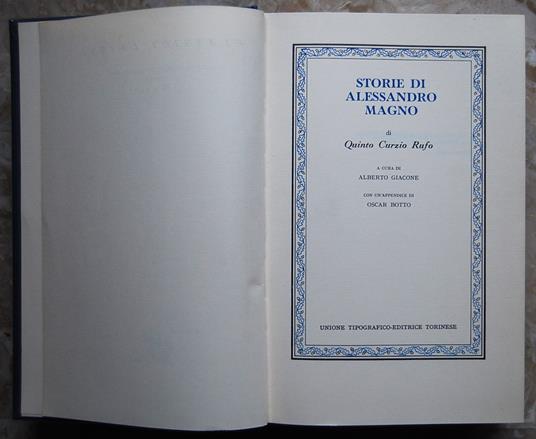 STORIE DI
ALESSANDRO
MAGNO
di
Quinto Curzio Rufo
A CURA DI
ALBERTO GIACONE
CON UN'APPENDICE DI
OSCAR BOTTO
UNIONE TIPOGRAFICO-EDITRICE TORINESE